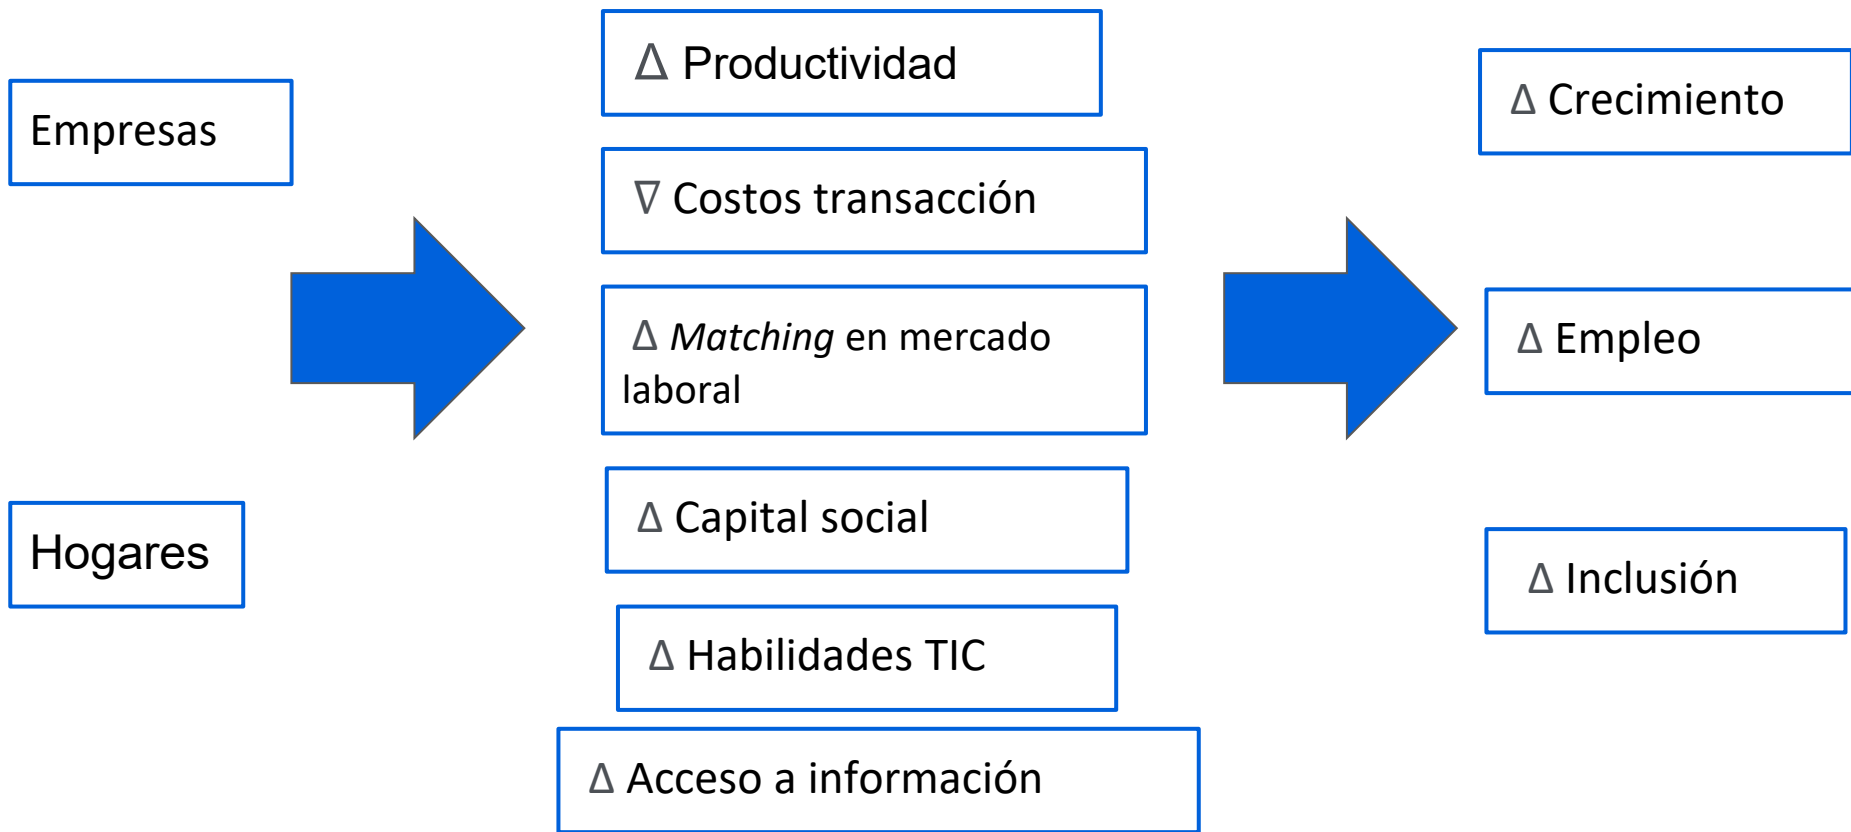 Empresas
Hogares
Δ Productividad
∇ Costos transacción
Δ Matching en mercado
laboral
Δ Capital social
Δ Habilidades TIC
Δ Acceso a información
Δ Crecimiento
Δ Empleo
Δ Inclusión